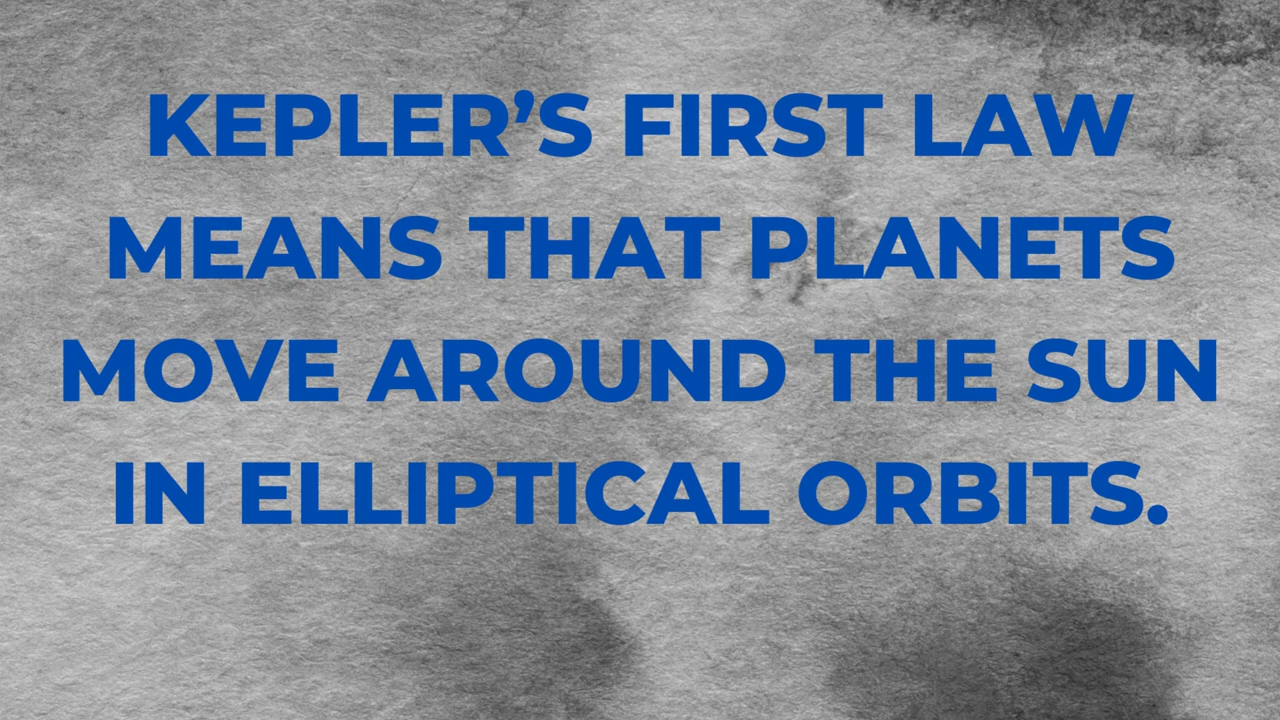 KEPLER’S FIRST LAW
MEANS THAT PLANETS
MOVE AROUND THE SUN
IN ELLIPTICAL ORBITS.